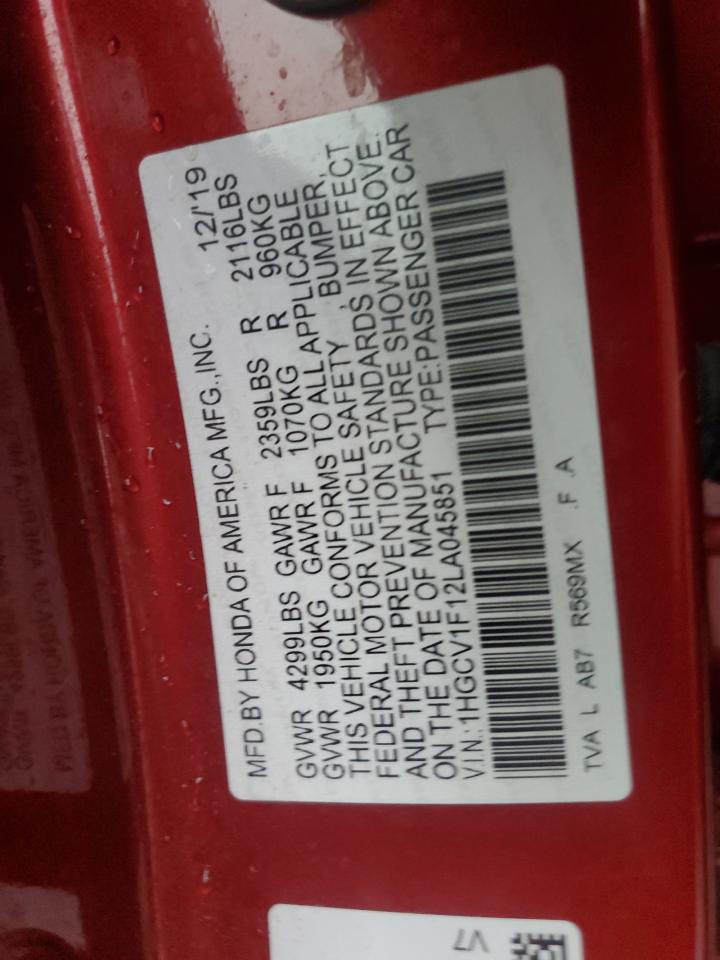 MFD.BY HONDA OF AMERICA MFG.,INC. 12/'19
GVWR 4299LBS GAWR F 2359LBS R 2116LBS
GVWR 1950KG GAWR F 1070KG R 960KG
THIS VEHICLE CONFORMS TO ALL APPLICABLE
FEDERAL MOTOR VEHICLE SAFETY , BUMPER,
AND THEFT PREVENTION STANDARDS IN EFFECT
ON THE DATE OF MANUFACTURE SHOWN ABOVE.
V.I.N.:1HGCV1F12LA045851 TYPE:PASSENGER CAR
TVA L AB7 R569MX .F .A
V7